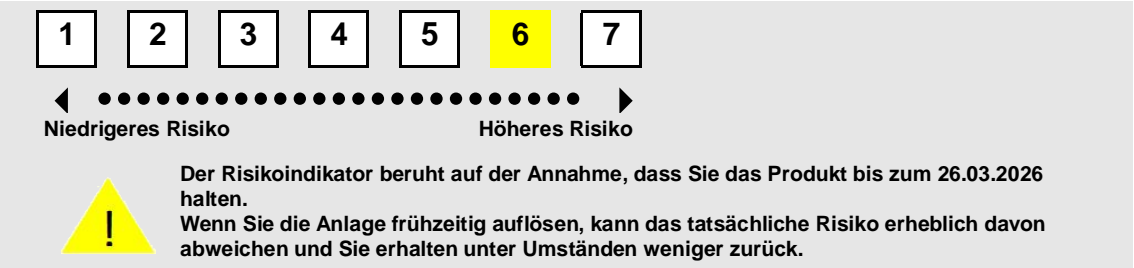 1 2 3 4 5 6 7
Niedrigeres Risiko Höheres Risiko
Der Risikoindikator beruht auf der Annahme, dass Sie das Produkt bis zum 26.03.2026
halten.
Wenn Sie die Anlage frühzeitig auflösen, kann das tatsächliche Risiko erheblich davon
abweichen und Sie erhalten unter Umständen weniger zurück.
!